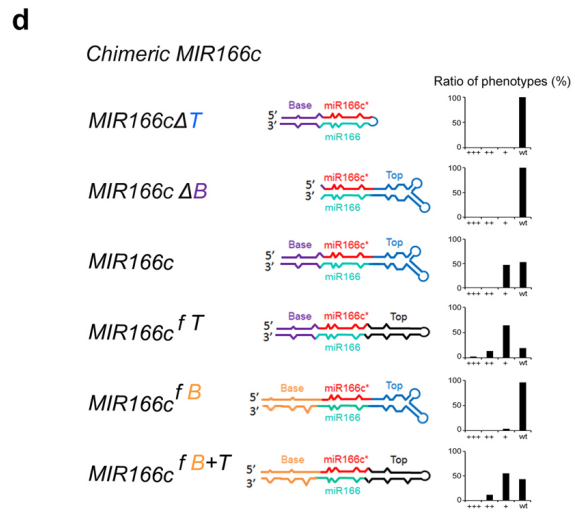 d
Chimeric MIR166c
Ratio of phenotypes (%)
MIR166cΔT
5′
3′
Base
miR166c*
miR166
100
50
0
+++ ++ + wt
MIR166c ΔB
5′
3′
miR166c*
Top
miR166
100
50
0
+++ ++ + wt
MIR166c
5′
3′
Base
miR166c*
Top
miR166
100
50
0
+++ ++ + wt
MIR166c f T
5′
3′
Base
miR166c*
Top
miR166
100
50
0
+++ ++ + wt
MIR166c f B
5′
3′
Base
miR166c*
Top
miR166
100
50
0
+++ ++ + wt
MIR166c f B+T
5′
3′
Base
miR166c*
Top
miR166
100
50
0
+++ ++ + wt